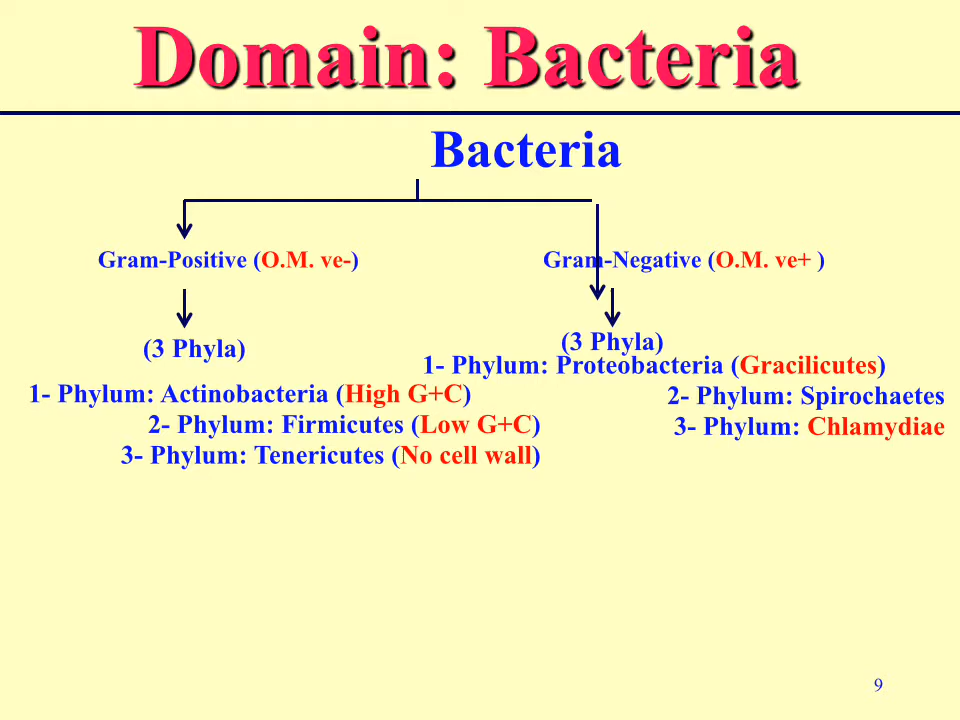 Domain: Bacteria
Bacteria
Gram-Positive (O.M. ve-)
Gram-Negative (O.M. ve+ )
(3 Phyla)
1- Phylum: Actinobacteria (High G+C)
2- Phylum: Firmicutes (Low G+C)
3- Phylum: Tenericutes (No cell wall)
(3 Phyla)
1- Phylum: Proteobacteria (Gracilicutes)
2- Phylum: Spirochaetes
3- Phylum: Chlamydiae
9